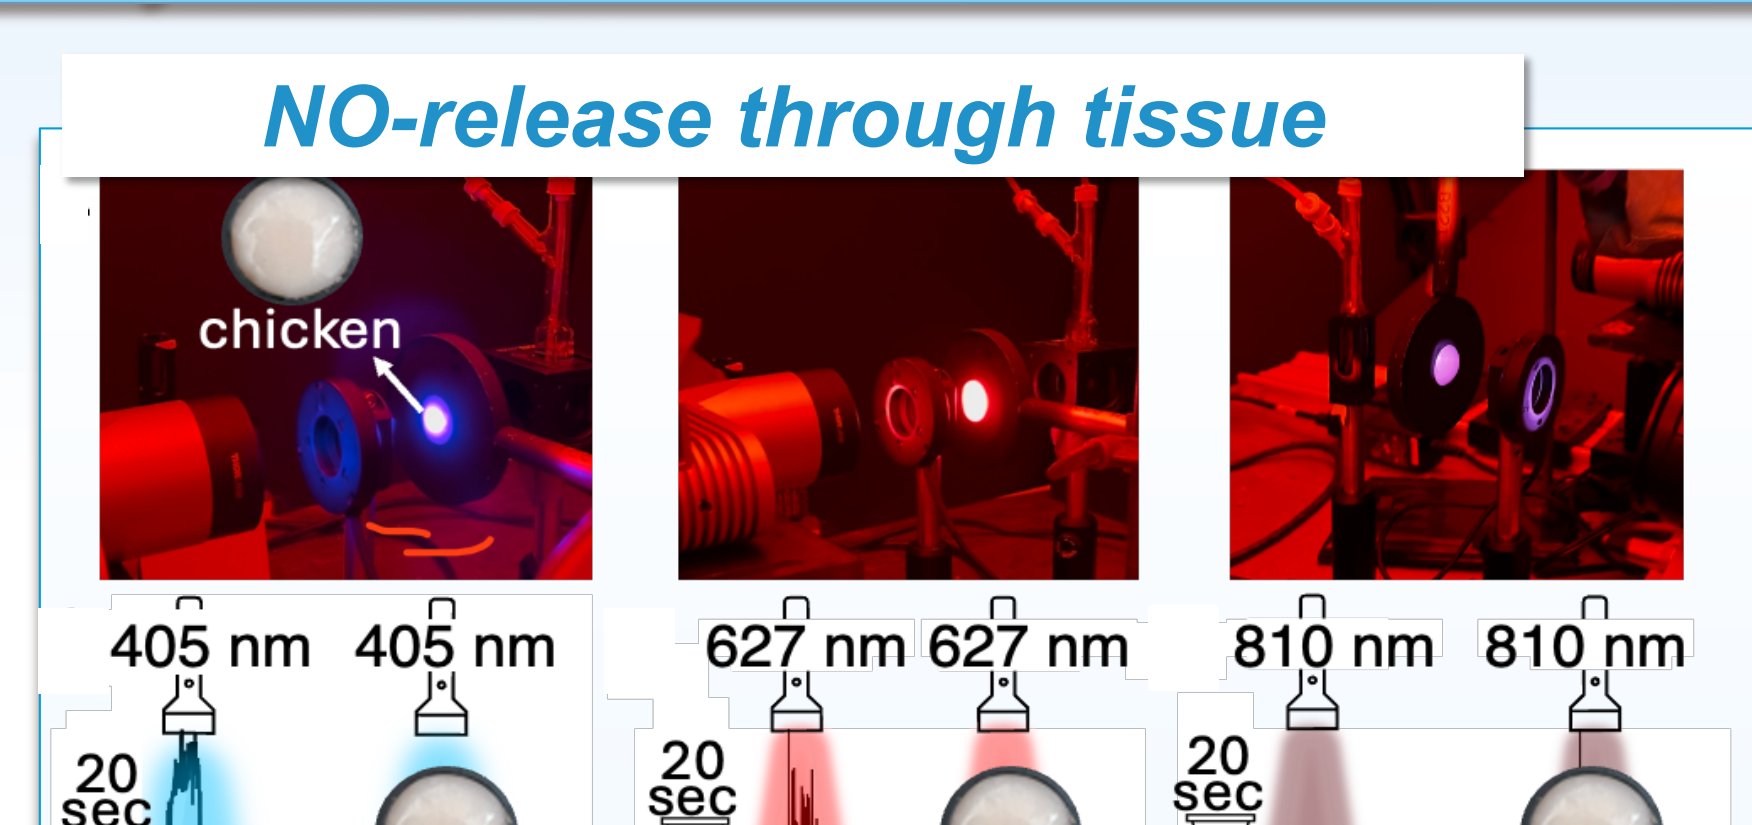 NO-release through tissue
chicken
405 nm 405 nm 627 nm 627 nm 810 nm 810 nm
20 sec
20 sec
20 sec